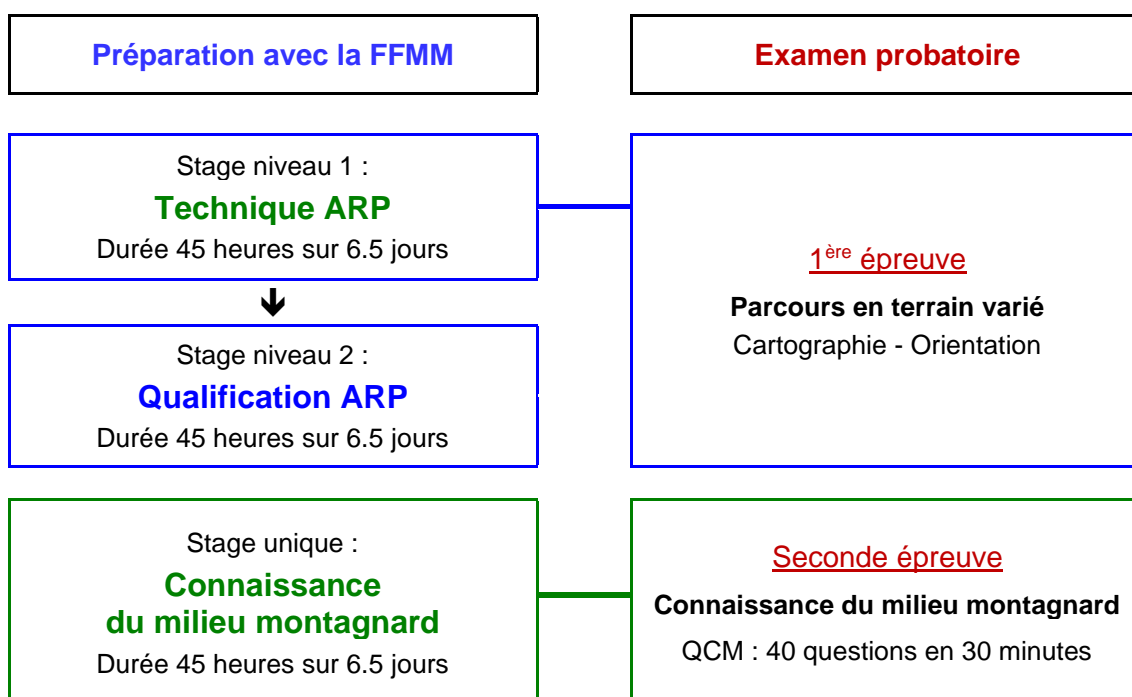 Préparation avec la FFMM
Examen probatoire
Stage niveau 1 :
Technique ARP
Durée 45 heures sur 6.5 jours
Stage niveau 2 :
Qualification ARP
Durée 45 heures sur 6.5 jours
1ère épreuve
Parcours en terrain varié
Cartographie - Orientation
Stage unique :
Connaissance
du milieu montagnard
Durée 45 heures sur 6.5 jours
Seconde épreuve
Connaissance du milieu montagnard
QCM : 40 questions en 30 minutes